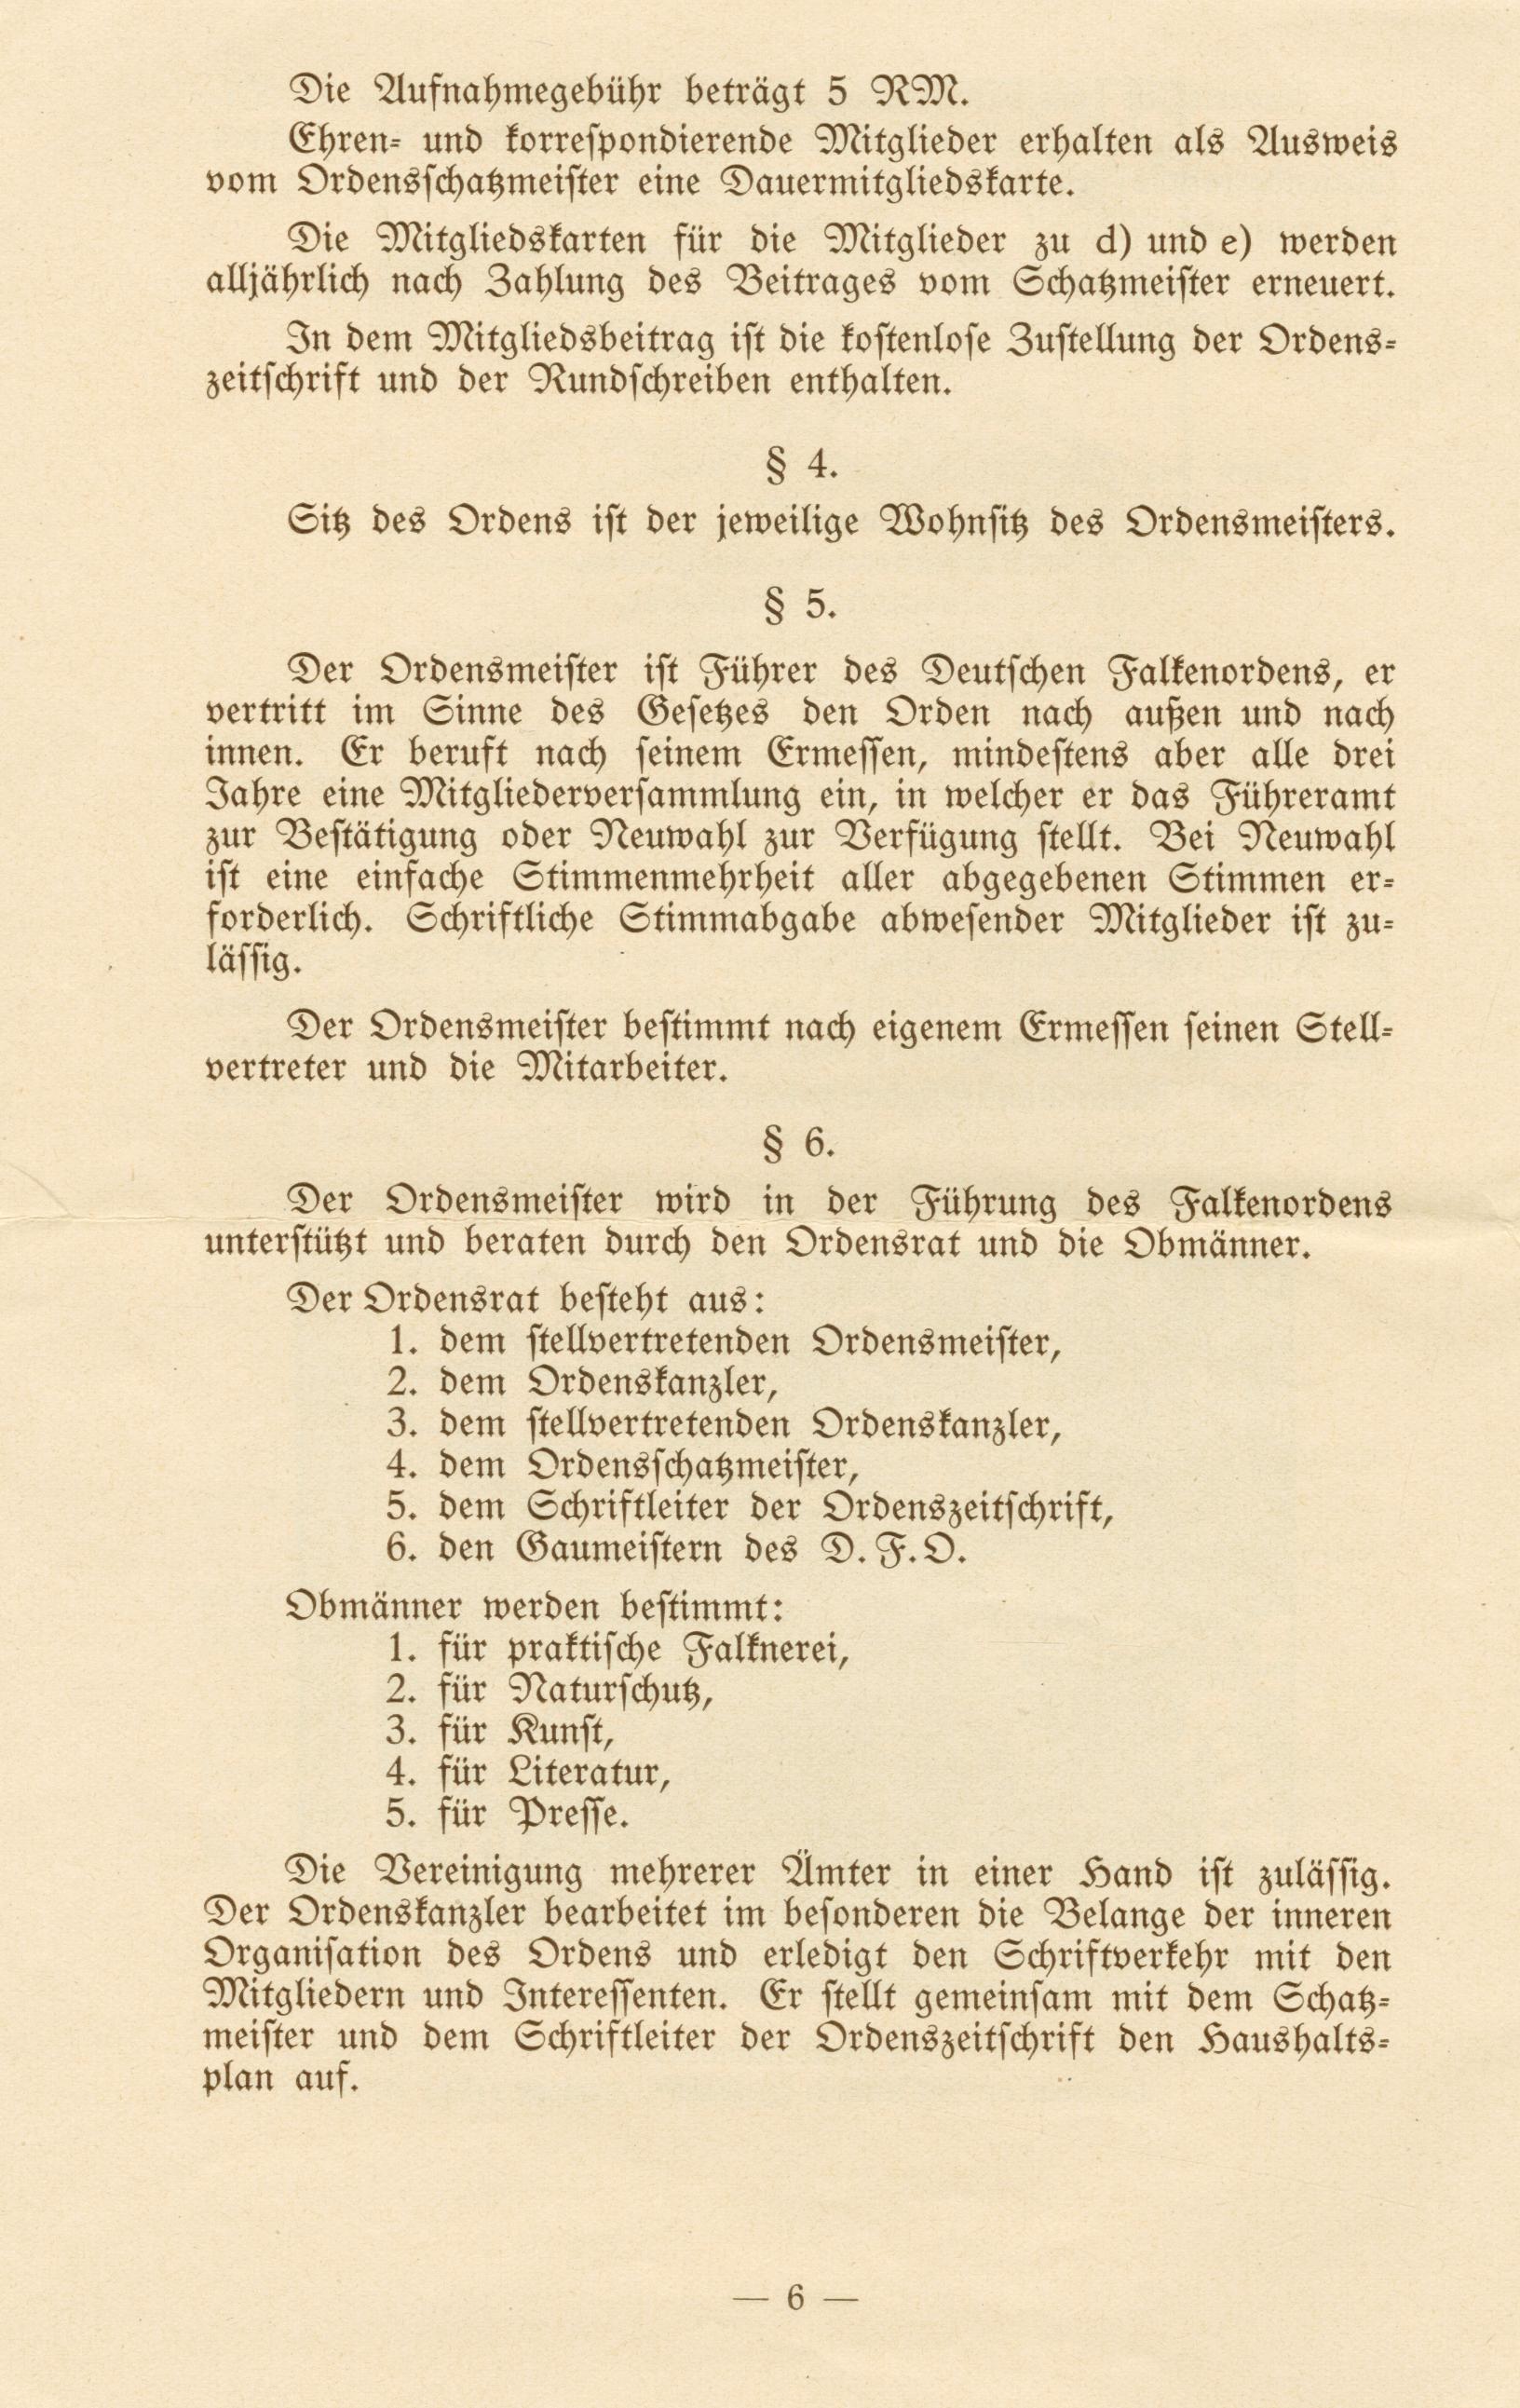 Die Aufnahmegebühr beträgt 5 RM.
Ehren- und korrespondierende Mitglieder erhalten als Ausweis
vom Ordensschatzmeister eine Dauermitgliedskarte.
Die Mitgliedskarten für die Mitglieder zu d) und e) werden
alljährlich nach Zahlung des Beitrages vom Schatzmeister erneuert.
In dem Mitgliedsbeitrag ist die kostenlose Zustellung der Ordens-
zeitschrift und der Rundschreiben enthalten.
§ 4.
Sitz des Ordens ist der jeweilige Wohnsitz des Ordensmeisters.
§ 5.
Der Ordensmeister ist Führer des Deutschen Falkenordens, er
vertritt im Sinne des Gesetzes den Orden nach außen und nach
innen. Er beruft nach seinem Ermessen, mindestens aber alle drei
Jahre eine Mitgliederversammlung ein, in welcher er das Führeramt
zur Bestätigung oder Neuwahl zur Verfügung stellt. Bei Neuwahl
ist eine einfache Stimmenmehrheit aller abgegebenen Stimmen er-
forderlich. Schriftliche Stimmabgabe abwesender Mitglieder ist zu-
lässig.
Der Ordensmeister bestimmt nach eigenem Ermessen seinen Stell-
vertreter und die Mitarbeiter.
§ 6.
Der Ordensmeister wird in der Führung des Falkenordens
unterstützt und beraten durch den Ordensrat und die Obmänner.
Der Ordensrat besteht aus:
1. dem stellvertretenden Ordensmeister,
2. dem Ordenskanzler,
3. dem stellvertretenden Ordenskanzler,
4. dem Ordensschatzmeister,
5. dem Schriftleiter der Ordenszeitschrift,
6. den Gaumeistern des D. F. O.
Obmänner werden bestimmt:
1. für praktische Falknerei,
2. für Naturschutz,
3. für Kunst,
4. für Literatur,
5. für Presse.
Die Vereinigung mehrerer Ämter in einer Hand ist zulässig.
Der Ordenskanzler bearbeitet im besonderen die Belange der inneren
Organisation des Ordens und erledigt den Schriftverkehr mit den
Mitgliedern und Interessenten. Er stellt gemeinsam mit dem Schatz-
meister und dem Schriftleiter der Ordenszeitschrift den Haushalts-
plan auf.
— 6 —